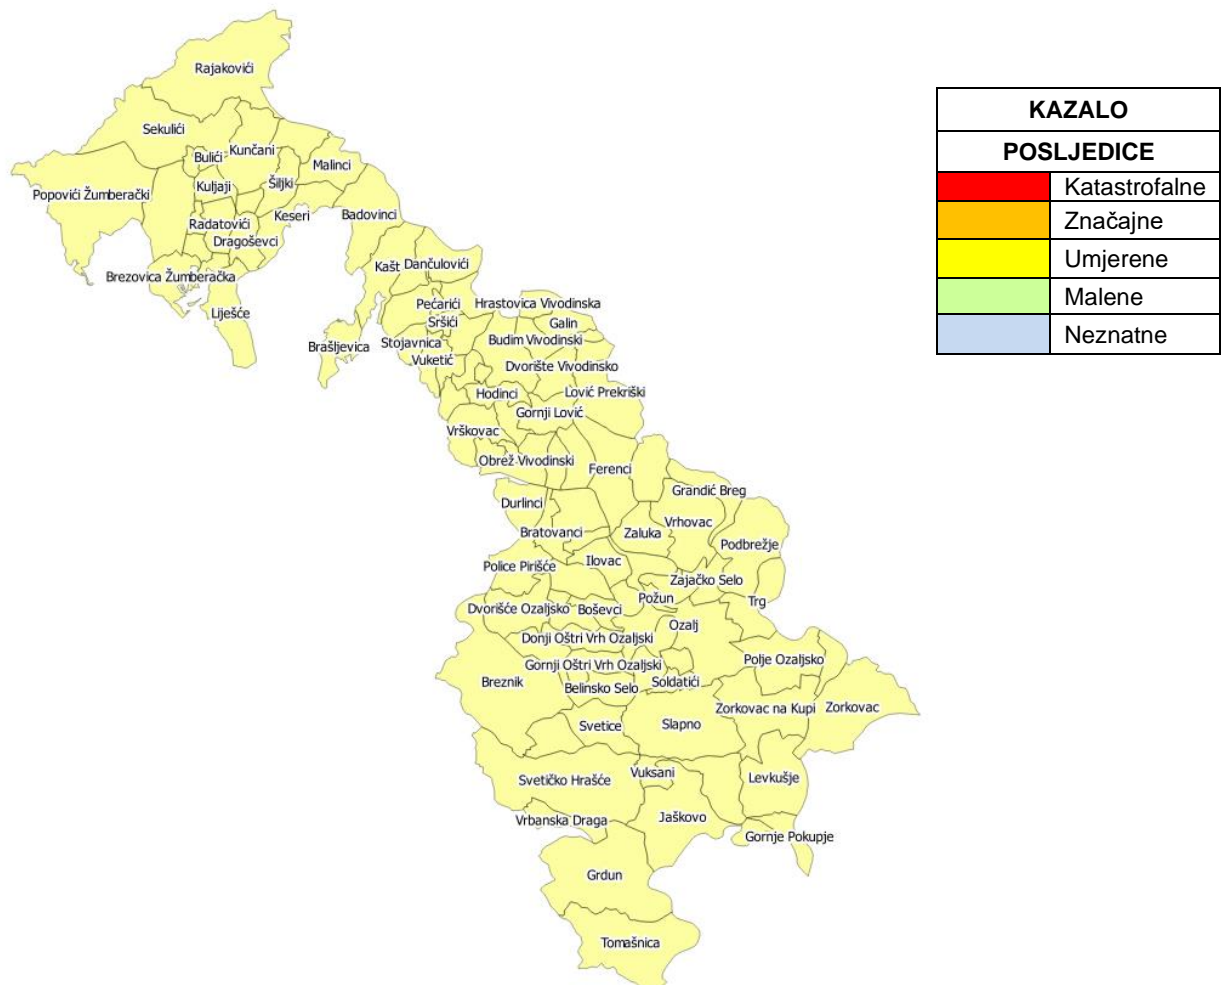 Rajakovići
Sekulići
Bulići
Kunčani
Malinci
Popovići Žumberački
Kuljaji
Šiljki
Radatovići
Keseri
Badovinci
Dragoševci
Brezovica Žumberačka
Kašt
Dančulovići
Liješće
Pećarići
Hrastovica Vivodinska
Sršići
Galin
Brašljevica
Stojavnica
Budim Vivodinski
Vuketić
Dvorište Vivodinsko
Hodinci
Lović Prekriški
Gornji Lović
Vrškovac
Obrež Vivodinski
Ferenci
Grandić Breg
Durlinci
Vrhovac
Bratovanci
Zaluka
Podbrežje
Police Pirišće
Ilovac
Zajačko Selo
Požun
Trg
Dvorišće Ozaljsko
Boševci
Ozalj
Donji Oštri Vrh Ozaljski
Gornji Oštri Vrh Ozaljski
Polje Ozaljsko
Breznik
Belinsko Selo
Soldatići
Zorkovac na Kupi
Zorkovac
Svetice
Slapno
Svetičko Hrašće
Vuksani
Levkušje
Vrbanska Draga
Jaškovo
Gornje Pokupje
Grdun
Tomašnica
KAZALO
POSLJEDICE
Katastrofalne
Značajne
Umjerene
Malene
Neznatne